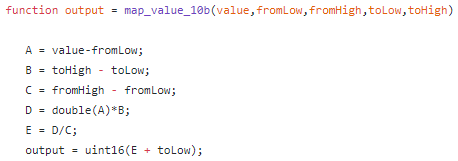 function output = map_value_10b(value,fromLow,fromHigh,toLow,toHigh)
A = value-fromLow;
B = toHigh - toLow;
C = fromHigh - fromLow;
D = double(A)*B;
E = D/C;
output = uint16(E + toLow);